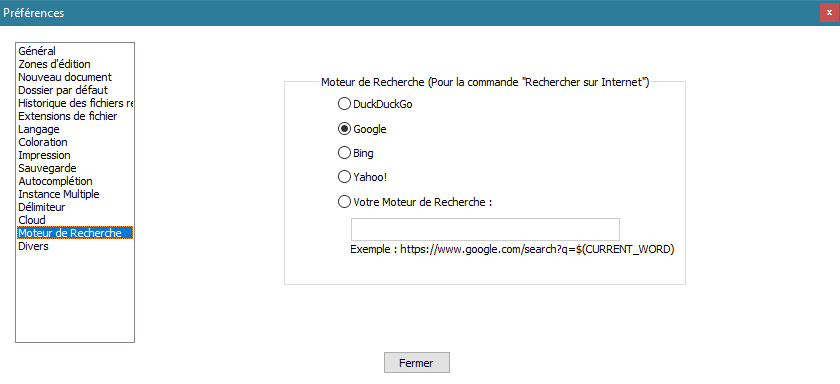 Préférences
x
Général
Zones d'édition
Nouveau document
Dossier par défaut
Historique des fichiers re
Extensions de fichier
Langage
Coloration
Impression
Sauvegarde
Autocomplétion
Instance Multiple
Délimiteur
Cloud
Moteur de Recherche
Divers
Moteur de Recherche (Pour la commande "Rechercher sur Internet")
DuckDuckGo
Google
Bing
Yahoo!
Votre Moteur de Recherche :
Exemple : https://www.google.com/search?q=$(CURRENT_WORD)
Fermer